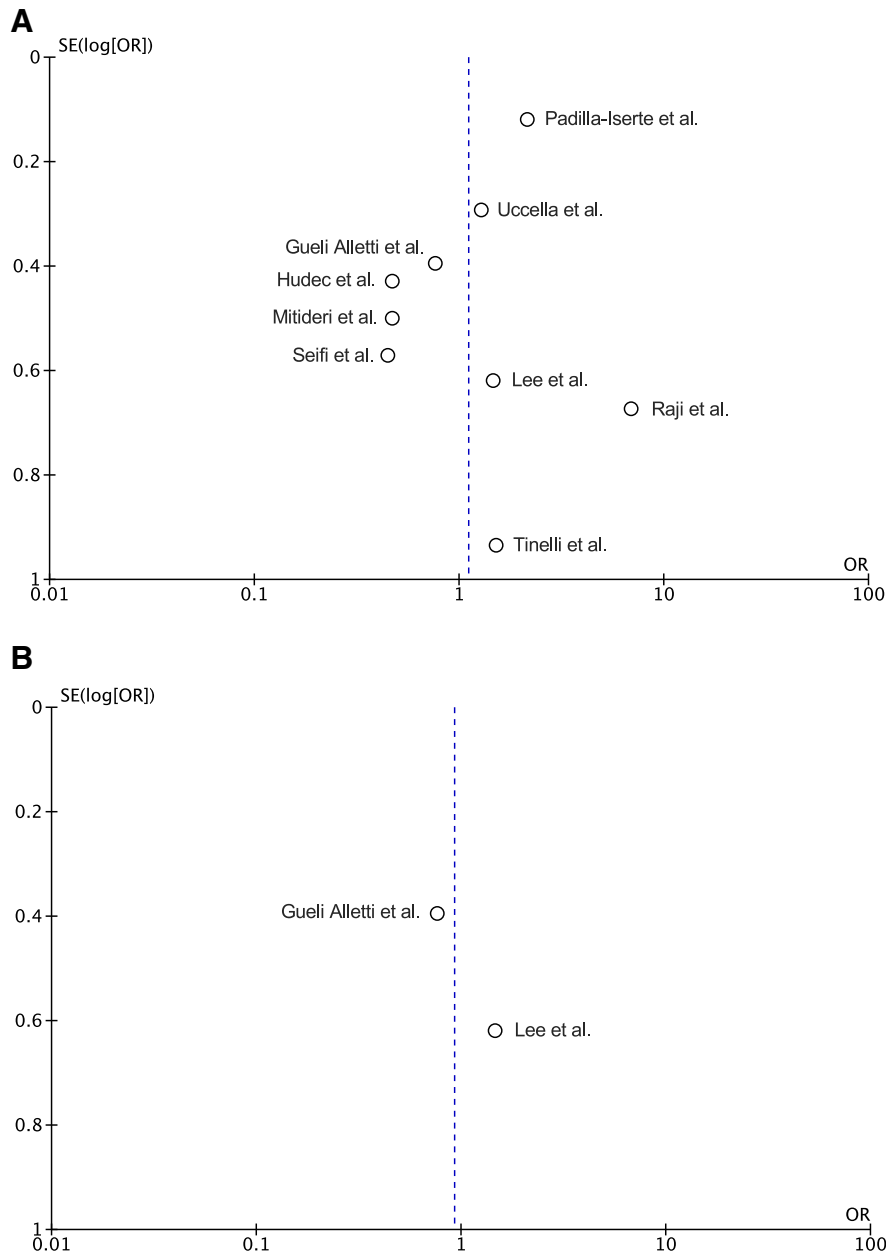 A
SE(log[OR])
0
Padilla-Iserte et al.
0.2
Uccella et al.
Gueli Alletti et al.
0.4
Hudec et al.
Mitideri et al.
Seifi et al.
0.6
Lee et al.
Raji et al.
0.8
Tinelli et al.
OR
1
0.01 0.1 1 10 100
B
SE(log[OR])
0
0.2
Gueli Alletti et al.
0.4
0.6
Lee et al.
0.8
OR
1
0.01 0.1 1 10 100